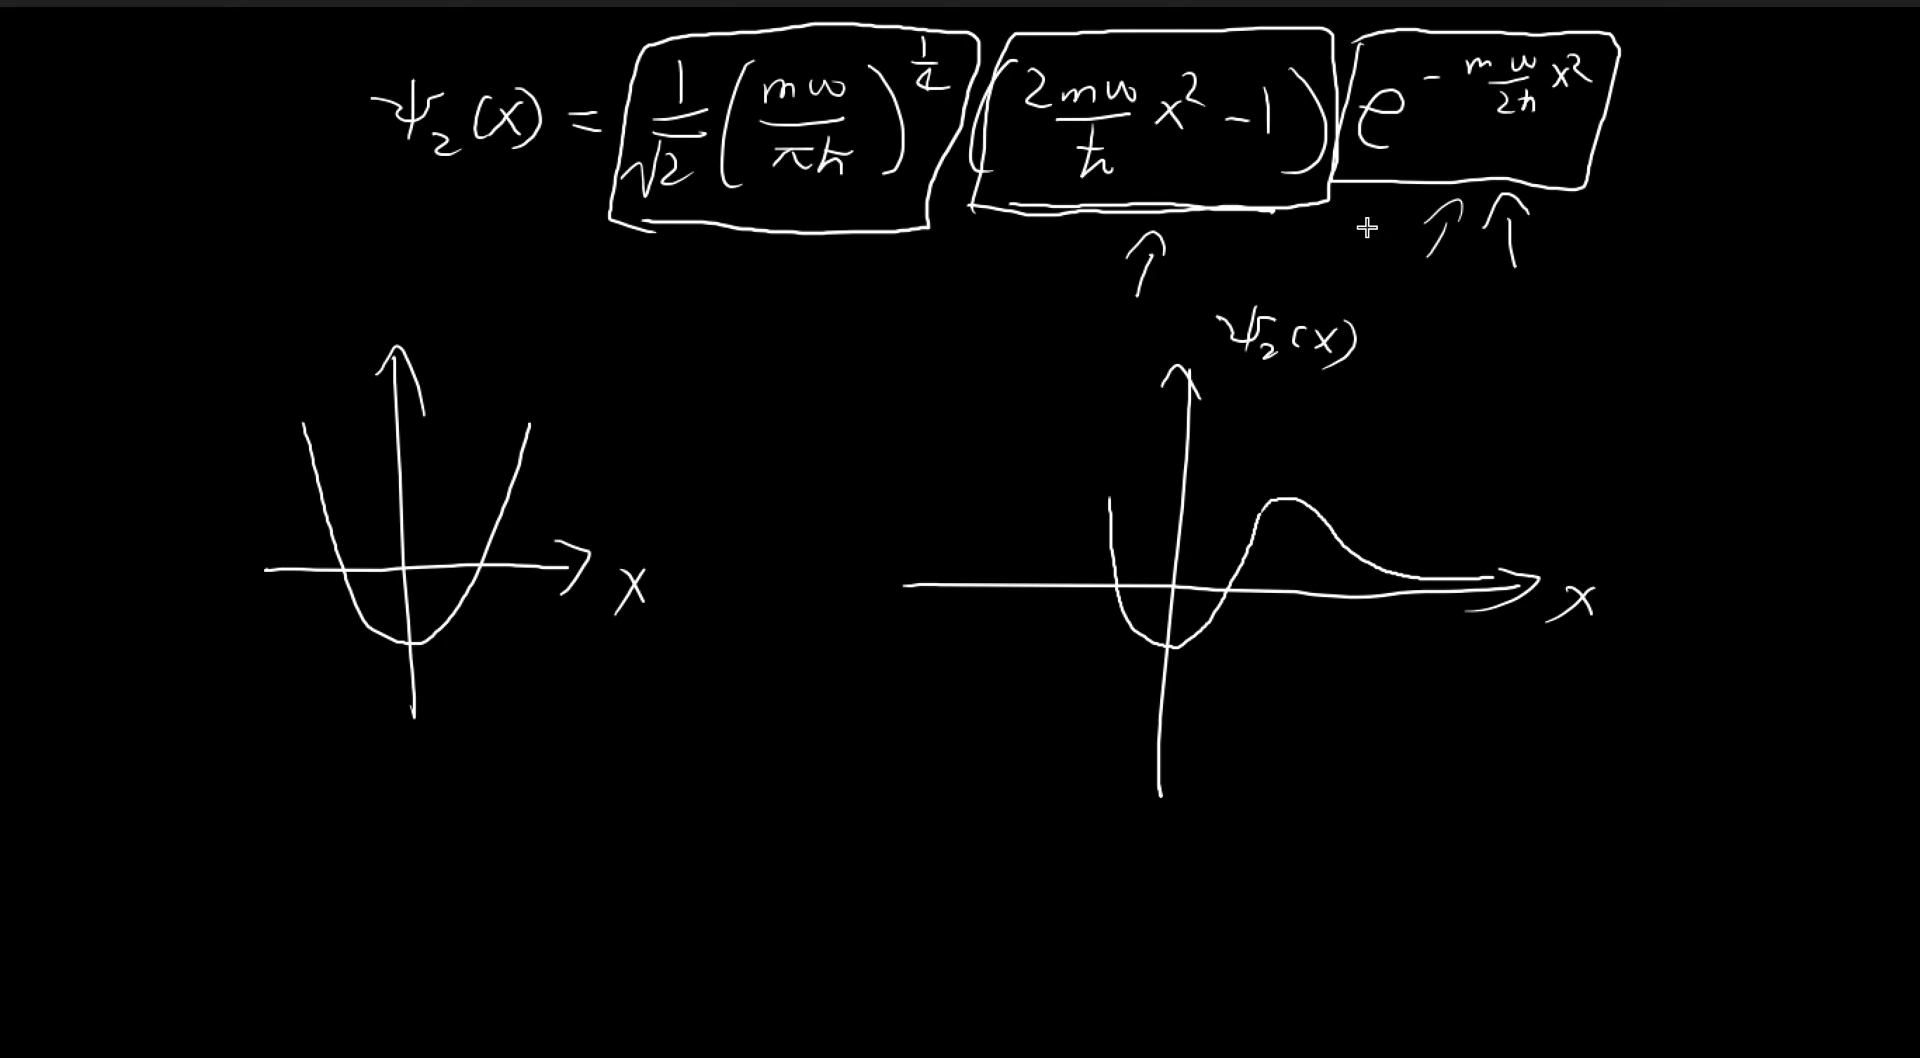 ψ₂(x) = 1/√2 (mω/πħ)^(1/4) (2mω/ħ x² - 1) e^(-mω/2ħ x²)
ψ₂(x)
x
x